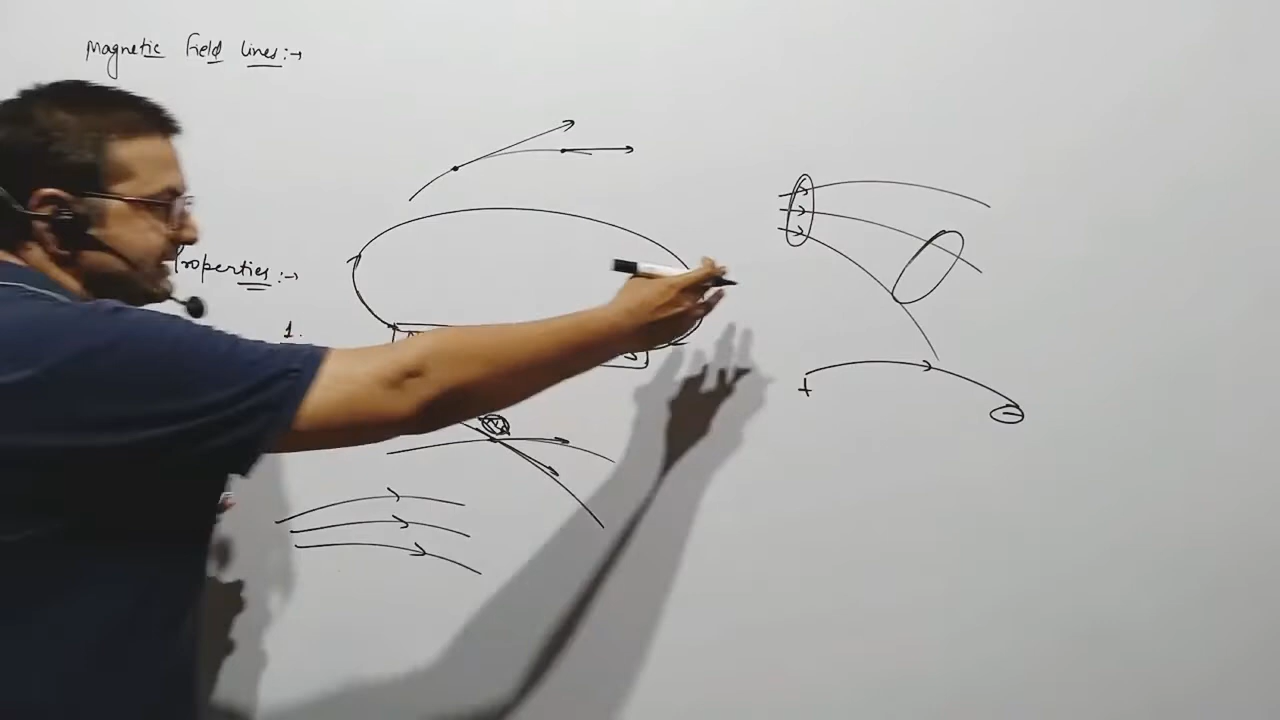 Magnetic Field Lines:→
Properties:→
1.
+
−